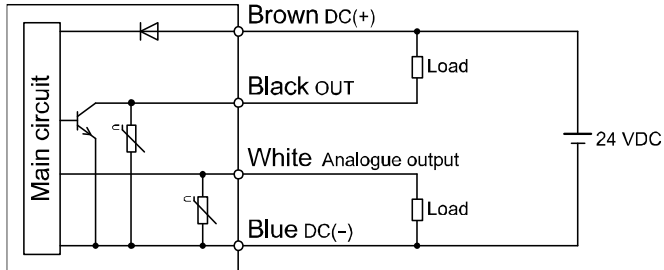 Main circuit
Brown DC(+)
Load
Black OUT
U
24 VDC
White Analogue output
U
Load
Blue DC(−)